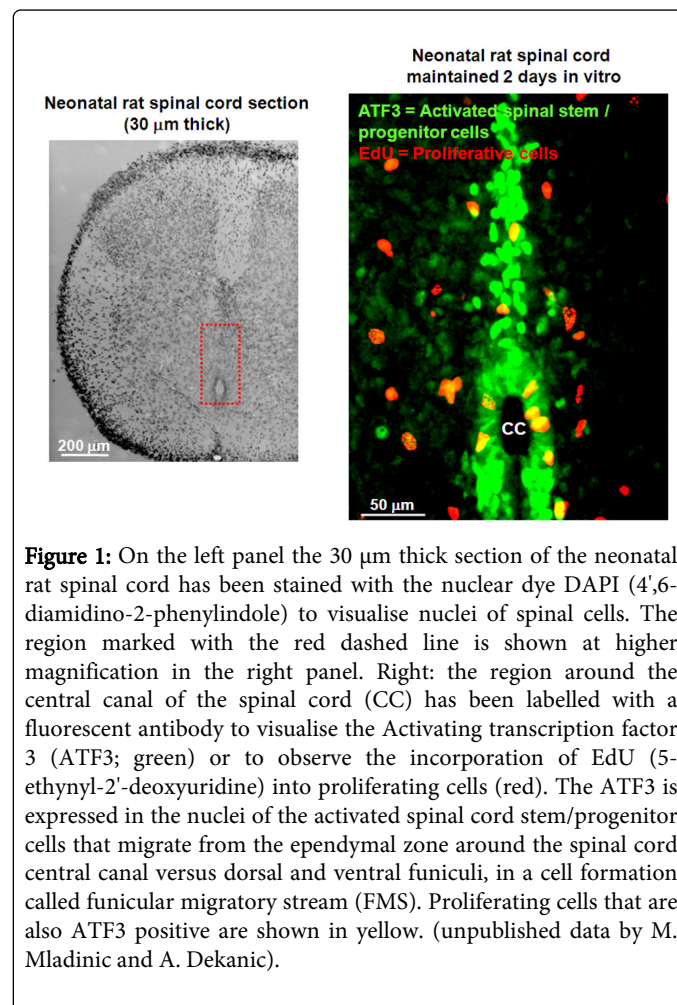 Neonatal rat spinal cord section
(30 μm thick)
200 μm
Neonatal rat spinal cord
maintained 2 days in vitro
ATF3 = Activated spinal stem /
progenitor cells
EdU = Proliferative cells
CC
50 μm
Figure 1: On the left panel the 30 μm thick section of the neonatal
rat spinal cord has been stained with the nuclear dye DAPI (4',6-
diamidino-2-phenylindole) to visualise nuclei of spinal cells. The
region marked with the red dashed line is shown at higher
magnification in the right panel. Right: the region around the
central canal of the spinal cord (CC) has been labelled with a
fluorescent antibody to visualise the Activating transcription factor
3 (ATF3; green) or to observe the incorporation of EdU (5-
ethynyl-2'-deoxyuridine) into proliferating cells (red). The ATF3 is
expressed in the nuclei of the activated spinal cord stem/progenitor
cells that migrate from the ependymal zone around the spinal cord
central canal versus dorsal and ventral funiculi, in a cell formation
called funicular migratory stream (FMS). Proliferating cells that are
also ATF3 positive are shown in yellow. (unpublished data by M.
Mladinic and A. Dekanic).